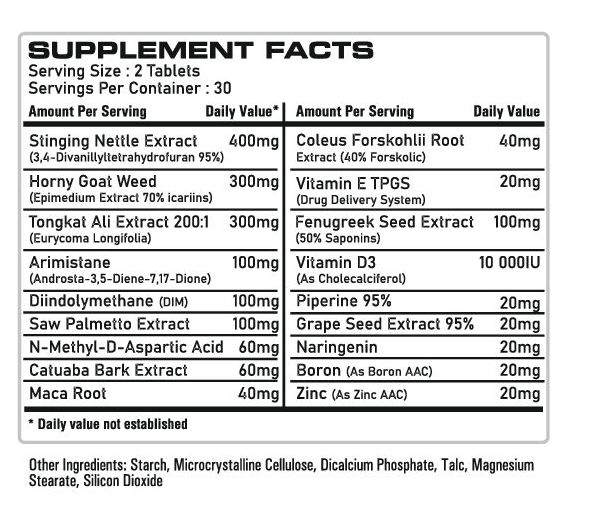 SUPPLEMENT FACTS
Serving Size : 2 Tablets
Servings Per Container : 30
Amount Per Serving Daily Value*
Stinging Nettle Extract 400mg
(3,4-Divanillyltetrahydrofuran 95%)
Horny Goat Weed 300mg
(Epimedium Extract 70% icariins)
Tongkat Ali Extract 200:1 300mg
(Eurycoma Longifolia)
Arimistane 100mg
(Androsta-3,5-Diene-7,17-Dione)
Diindolymethane (DIM) 100mg
Saw Palmetto Extract 100mg
N-Methyl-D-Aspartic Acid 60mg
Catuaba Bark Extract 60mg
Maca Root 40mg
Amount Per Serving Daily Value
Coleus Forskohlii Root 40mg
Extract (40% Forskolic)
Vitamin E TPGS 20mg
(Drug Delivery System)
Fenugreek Seed Extract 100mg
(50% Saponins)
Vitamin D3 10 000IU
(As Cholecalciferol)
Piperine 95% 20mg
Grape Seed Extract 95% 20mg
Naringenin 20mg
Boron (As Boron AAC) 20mg
Zinc (As Zinc AAC) 20mg
* Daily value not established
Other Ingredients: Starch, Microcrystalline Cellulose, Dicalcium Phosphate, Talc, Magnesium
Stearate, Silicon Dioxide